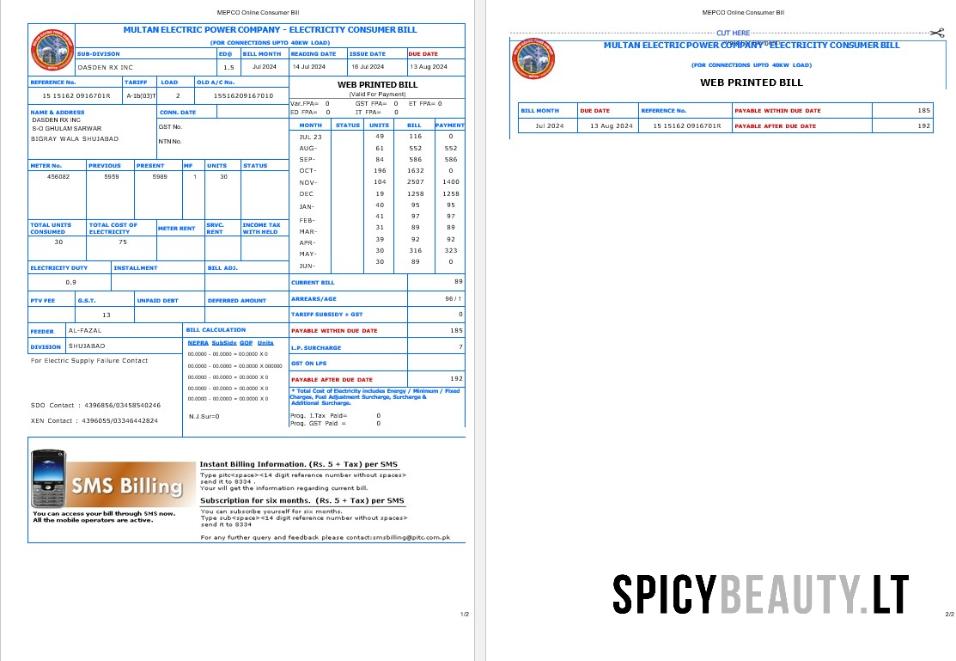 MEPCO Online Consumer Bill
MULTAN ELECTRIC POWER COMPANY - ELECTRICITY CONSUMER BILL
(FOR CONNECTIONS UPTO 40KW LOAD)
SUB-DIVISON ED@ BILL MONTH READING DATE ISSUE DATE DUE DATE
OASDEN RX INC 1.5 Jul 2024 14 Jul 2024 16 Jul 2024 13 Aug 2024
REFERENCE No. TARIFF LOAD OLD A/C No.
15 15162 0916701R A-1b(03)T 2 15516209167010
WEB PRINTED BILL
(Valid For Payment)
Var.FPA= 0 GST FPA= 0 ET FPA= 0
ED FPA= 0 IT FPA= 0
NAME & ADDRESS CONN. DATE
DASDEN RX INC
S-O GHULAM SARWAR
BIGRAY WALA SHUJABAD
GST No.
NTN No.
MONTH STATUS UNITS BILL PAYMENT
JUL 23 49 116 0
AUG- 61 552 552
SEP- 84 586 586
OCT- 196 1632 0
NOV- 104 2507 1400
DEC 19 1258 1258
JAN- 40 95 95
FEB- 41 97 97
MAR- 31 89 89
APR- 39 92 92
MAY- 30 316 323
JUN- 30 89 0
METER No. PREVIOUS PRESENT MF UNITS STATUS
456082 5959 5989 1 30
TOTAL UNITS CONSUMED TOTAL COST OF ELECTRICITY METER RENT SRVC. RENT INCOME TAX WITH HELD
30 75
ELECTRICITY DUTY INSTALLMENT BILL ADJ.
0.9
PTV FEE G.S.T. UNPAID DEBT DEFERRED AMOUNT
13
CURRENT BILL 89
ARREARS/AGE 96 / 1
TARIFF SUBSIDY + GST 0
PAYABLE WITHIN DUE DATE 185
L.P. SURCHARGE 7
GST ON LPS
PAYABLE AFTER DUE DATE 192
FEEDER AL-FAZAL
DIVISION SHUJABAD
BILL CALCULATION
NEPRA SubSide GOP Units
00.0000 - 00.0000 = 00.0000 X 0
00.0000 - 00.0000 = 00.0000 X 000000
00.0000 - 00.0000 = 00.0000 X 0
00.0000 - 00.0000 = 00.0000 X 0
00.0000 - 00.0000 = 00.0000 X 0
N.J.Sur=0
For Electric Supply Failure Contact
SDO Contact : 4396856/03458540246
XEN Contact : 4396055/03346442824
* Total Cost of Electricity includes Energy / Minimum / Fixed
Charges, Fuel Adjustment Surcharge, Surcharge &
Additional Surcharge.
Prog. I.Tax Paid= 0
Prog. GST Paid = 0
SMS Billing
You can access your bill through SMS now.
All the mobile operators are active.
Instant Billing Information. (Rs. 5 + Tax) per SMS
Type pitc<space><14 digit reference number without spaces>
send it to 8334 .
Your will get the information regarding current bill.
Subscription for six months. (Rs. 5 + Tax) per SMS
You can subscribe yourself for six months.
Type sub<space><14 digit reference number without spaces>
send it to 8334
For any further query and feedback please contact:smsbilling@pitc.com.pk
1/2
MEPCO Online Consumer Bill
CUT HERE
MULTAN ELECTRIC POWER COMPANY - ELECTRICITY CONSUMER BILL
(FOR CONNECTIONS UPTO 40KW LOAD)
WEB PRINTED BILL
BILL MONTH DUE DATE REFERENCE No. PAYABLE WITHIN DUE DATE 185
Jul 2024 13 Aug 2024 15 15162 0916701R PAYABLE AFTER DUE DATE 192
SPICYBEAUTY.LT
2/2